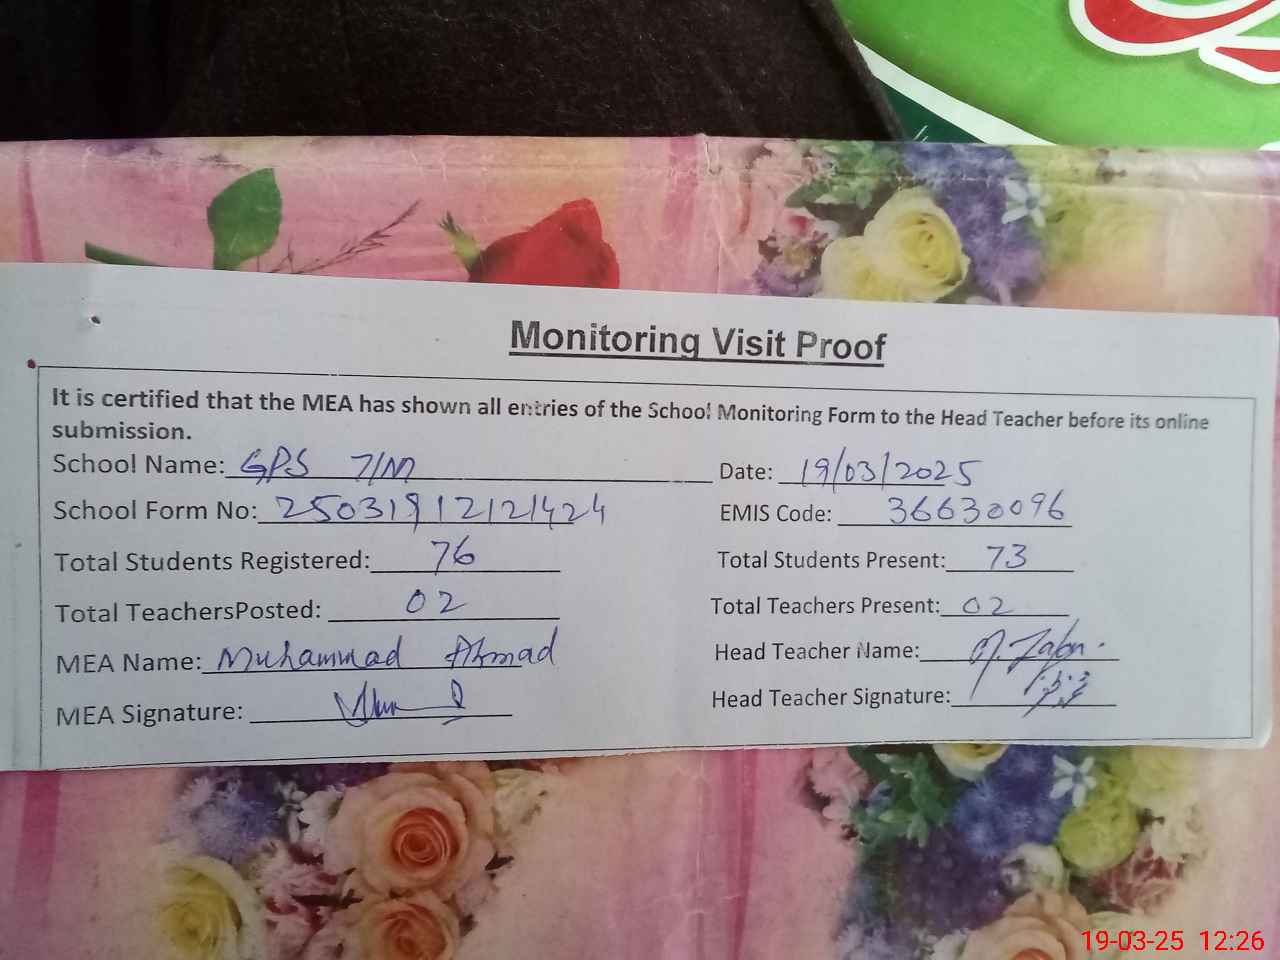 Monitoring Visit Proof
It is certified that the MEA has shown all entries of the School Monitoring Form to the Head Teacher before its online
submission.
School Name: GPS 7/M Date: 19/03/2025
School Form No: 25031912121424 EMIS Code: 36630096
Total Students Registered: 76 Total Students Present: 73
Total TeachersPosted: 02 Total Teachers Present: 02
MEA Name: Muhammad Ahmad Head Teacher Name: M. Zafar.
MEA Signature: Head Teacher Signature:
19-03-25 12:26